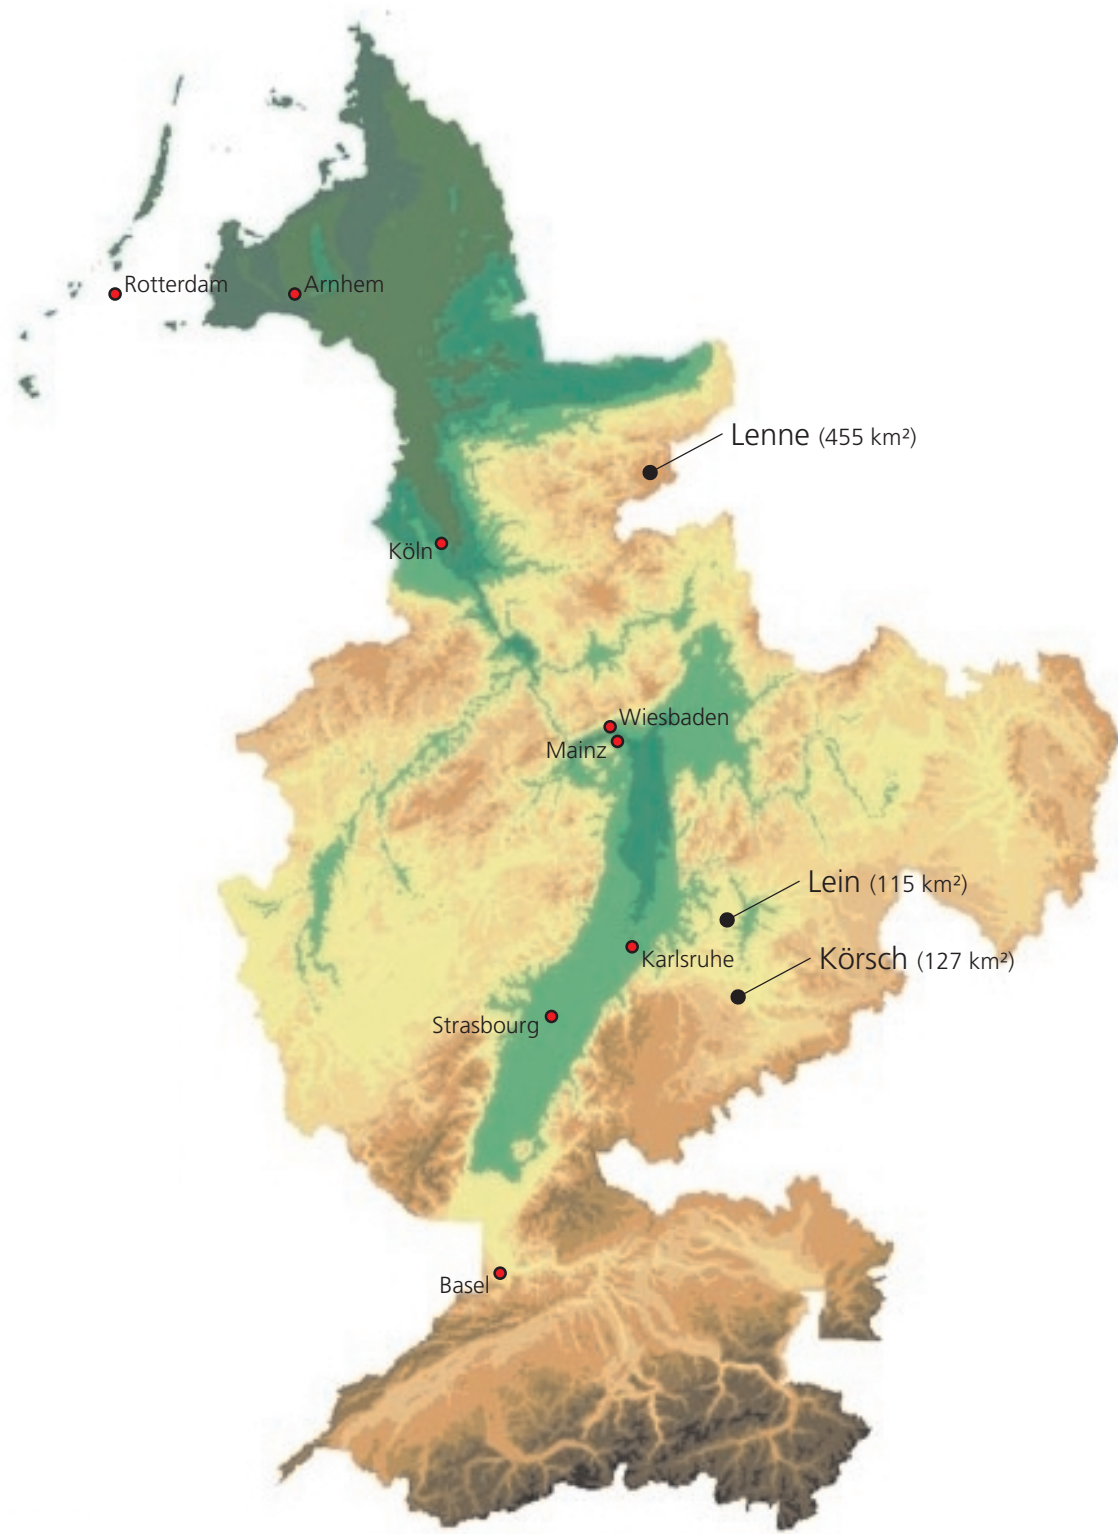 Rotterdam
Arnhem
Lenne (455 km²)
Köln
Wiesbaden
Mainz
Lein (115 km²)
Karlsruhe
Körsch (127 km²)
Strasbourg
Basel